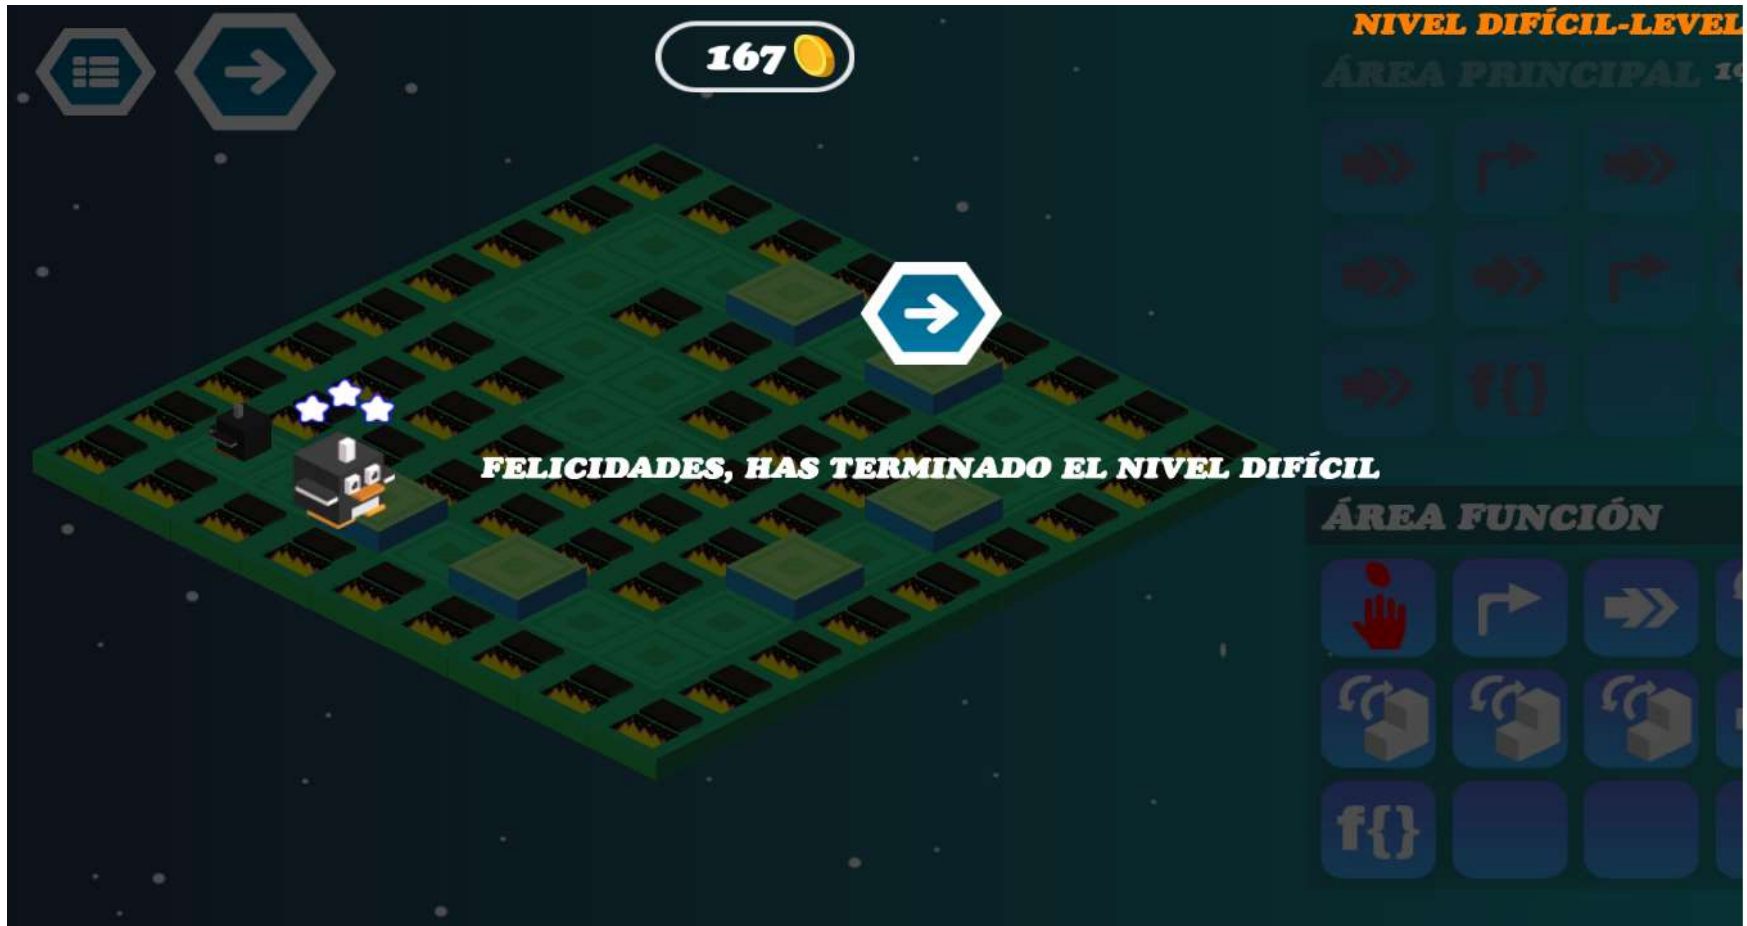 167
NIVEL DIFÍCIL-LEVEL
ÁREA PRINCIPAL
f{}
FELICIDADES, HAS TERMINADO EL NIVEL DIFÍCIL
ÁREA FUNCIÓN
f{}